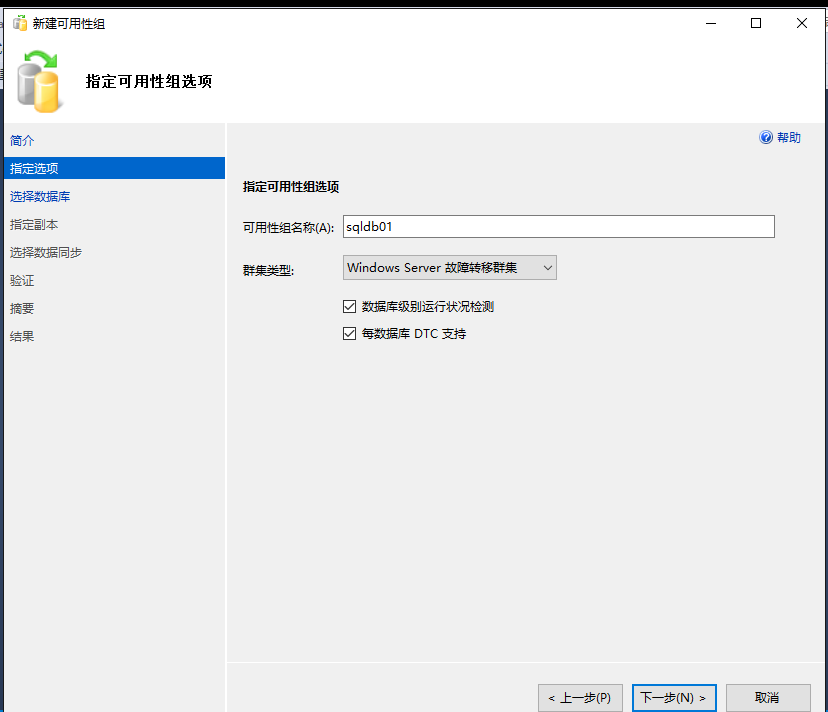 新建可用性组
指定可用性组选项
简介
指定选项
选择数据库
指定副本
选择数据同步
验证
摘要
结果
帮助
指定可用性组选项
可用性组名称(A): sqldb01
群集类型: Windows Server 故障转移群集
数据库级别运行状况检测
每数据库 DTC 支持
< 上一步(P) 下一步(N) > 取消